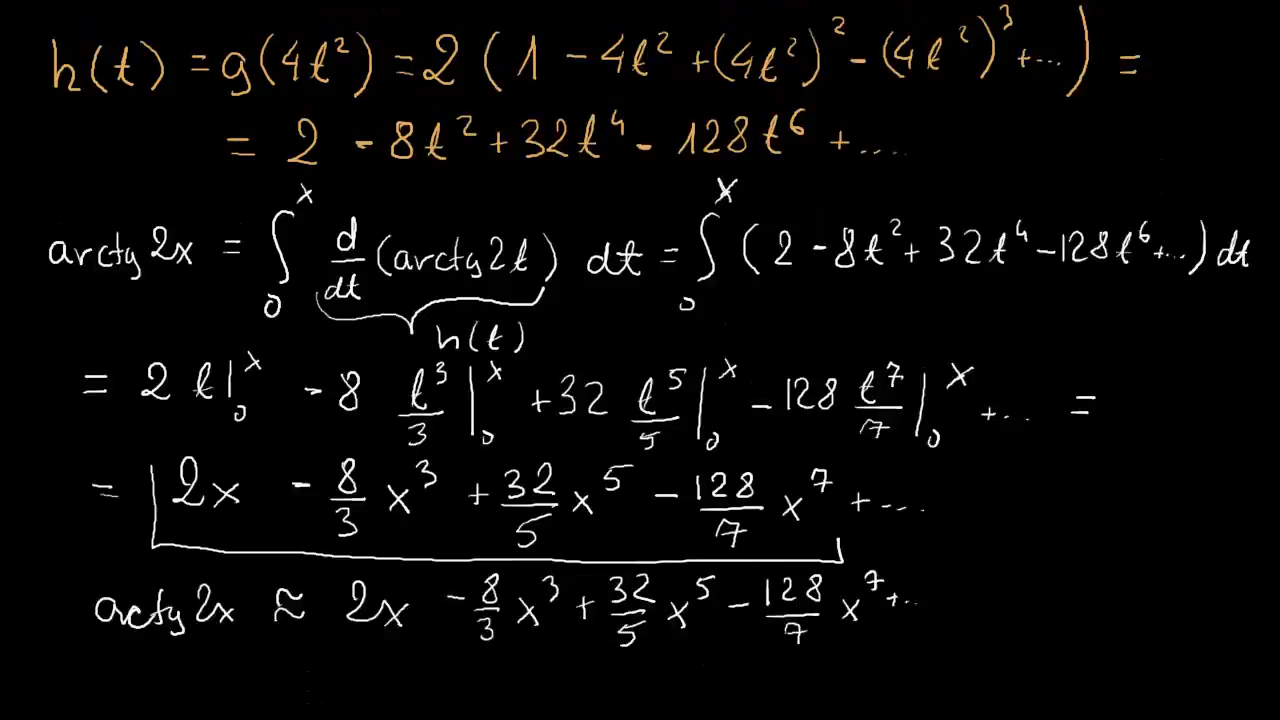 h(t) = g(4t²) = 2 (1 - 4t² + (4t²)² - (4t²)³ + ...) =
= 2 - 8t² + 32t⁴ - 128t⁶ + ....
arctg 2x = ∫₀ˣ d/dt (arctg 2t) dt = ∫₀ˣ (2 - 8t² + 32t⁴ - 128t⁶ + ...) dt
h(t)
= 2 t|₀ˣ - 8 t³/3 |₀ˣ + 32 t⁵/5 |₀ˣ - 128 t⁷/7 |₀ˣ + ... =
= 2x - 8/3 x³ + 32/5 x⁵ - 128/7 x⁷ + ...
arctg 2x ≈ 2x - 8/3 x³ + 32/5 x⁵ - 128/7 x⁷ + ...